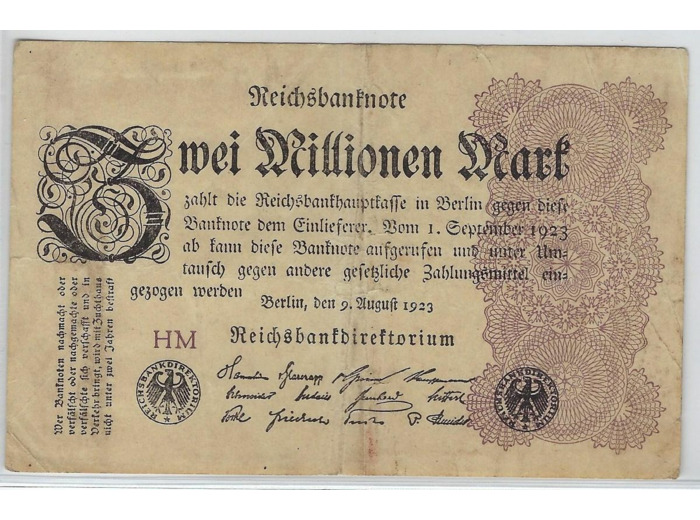 Reichsbanknote
Zwei Millionen Mark
zahlt die Reichsbankhauptkasse in Berlin gegen diese
Banknote dem Einlieferer. Vom 1. September 1923
ab kann diese Banknote aufgerufen und unter Um-
tausch gegen andere gesetzliche Zahlungsmittel ein-
gezogen werden
Berlin, den 9. August 1923
HM
Reichsbankdirektorium
Wer Banknoten nachmacht oder
verfälscht oder nachgemachte oder
verfälschte sich verschafft und in
Verkehr bringt, wird mit Zuchthaus
nicht unter zwei Jahren bestraft
REICHSBANKDIREKTORIUM
REICHSBANKDIREKTORIUM